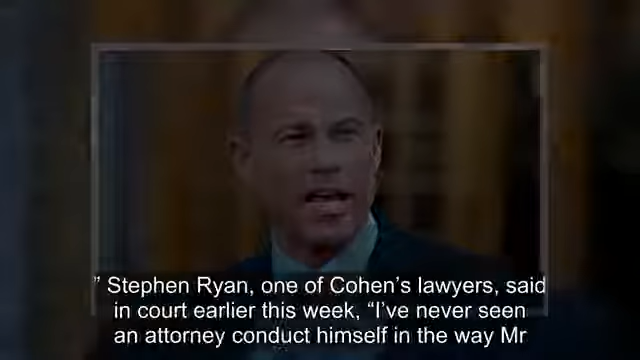 ” Stephen Ryan, one of Cohen’s lawyers, said
in court earlier this week, “I’ve never seen
an attorney conduct himself in the way Mr